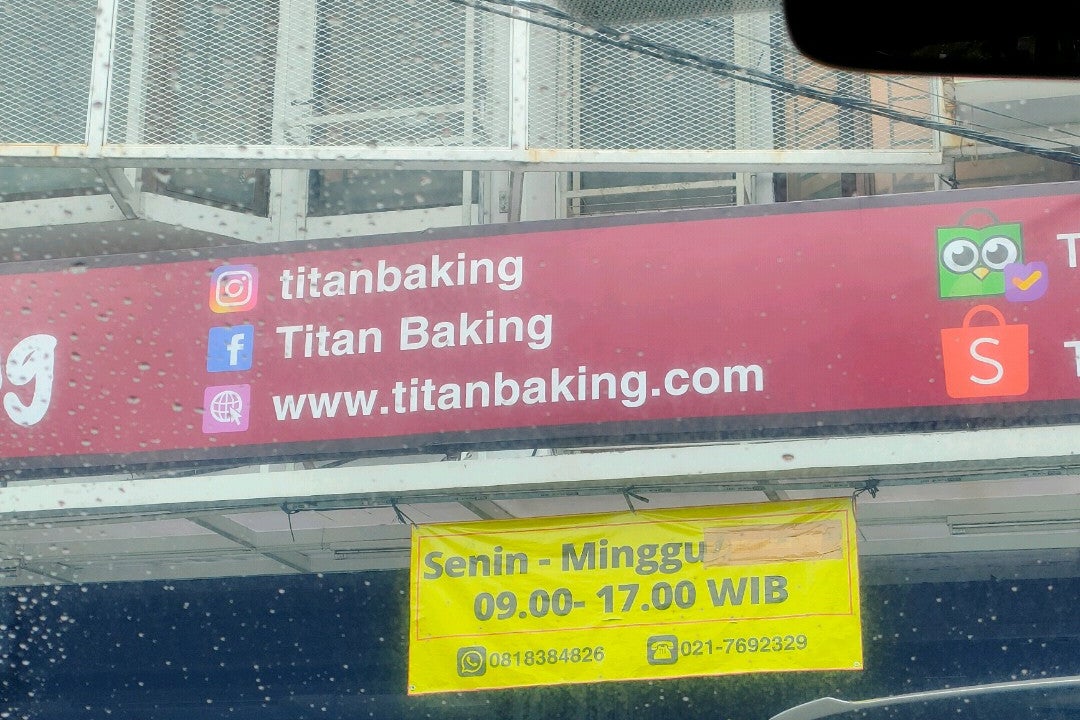 titanbaking
Titan Baking
www.titanbaking.com
S
Senin - Minggu
09.00- 17.00 WIB
0818384826
021-7692329